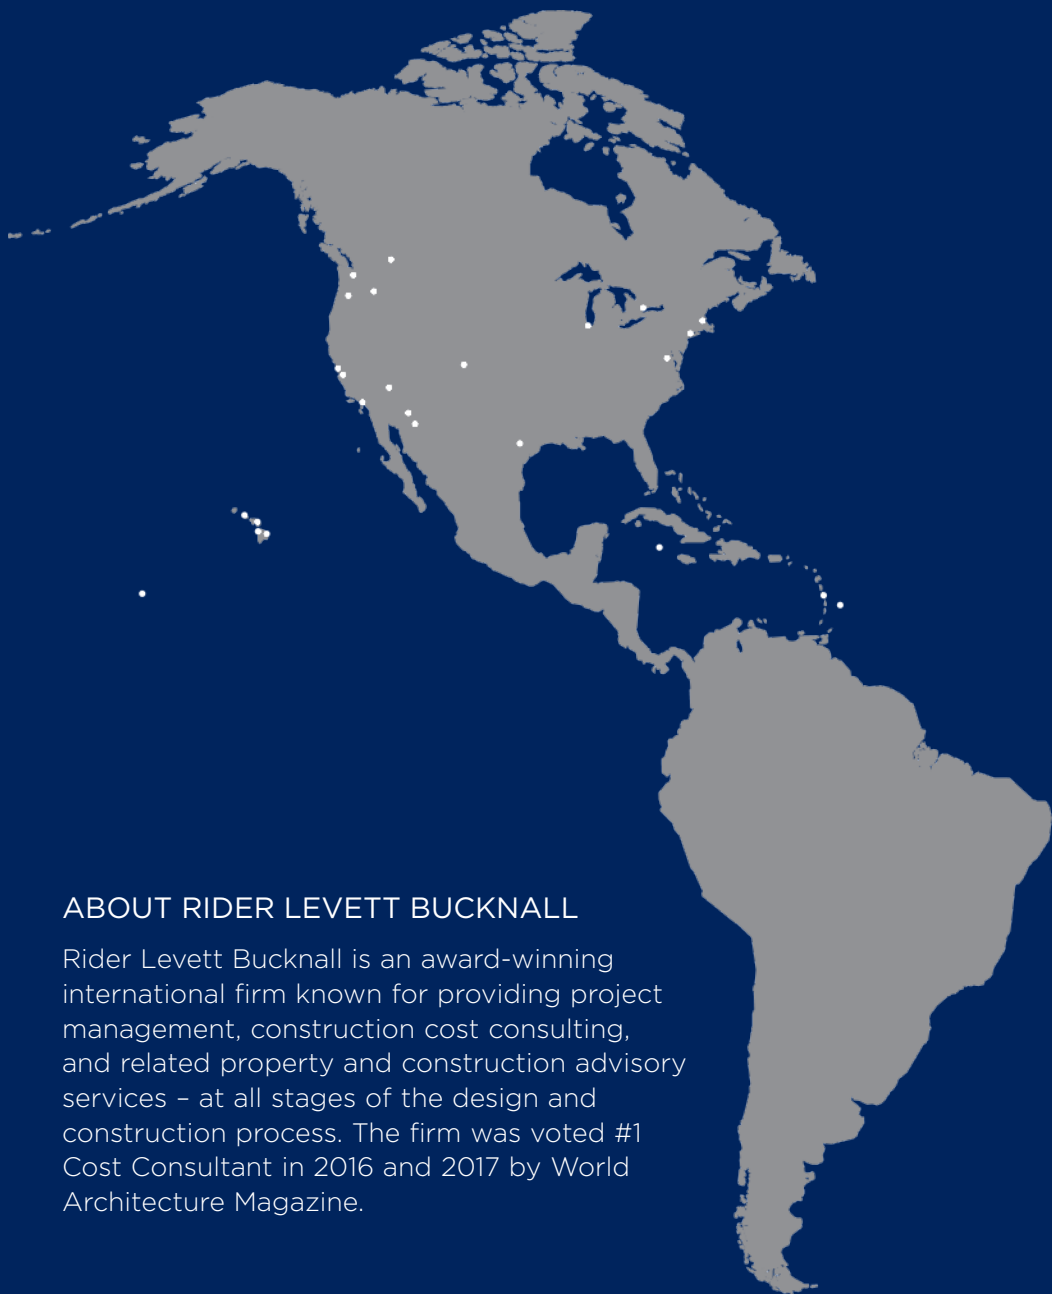 ABOUT RIDER LEVETT BUCKNALL
Rider Levett Bucknall is an award-winning
international firm known for providing project
management, construction cost consulting,
and related property and construction advisory
services – at all stages of the design and
construction process. The firm was voted #1
Cost Consultant in 2016 and 2017 by World
Architecture Magazine.